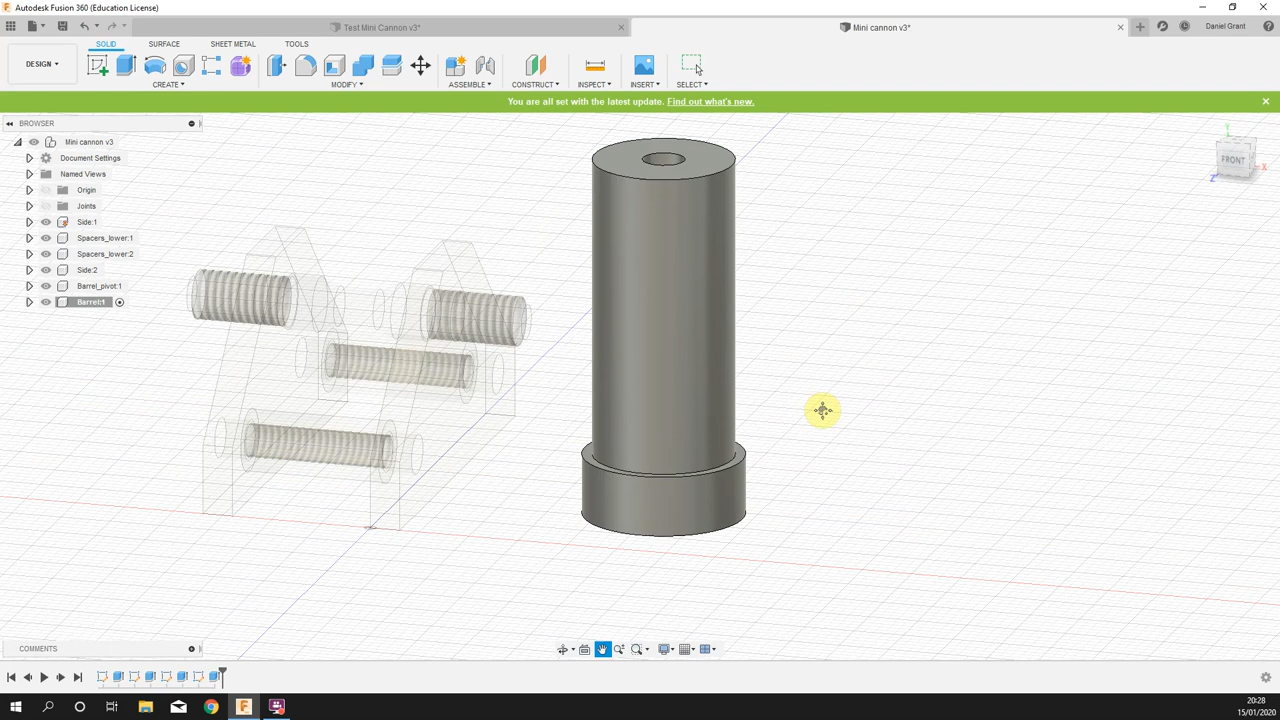 Autodesk Fusion 360 (Education License)
Test Mini Cannon v3*
Mini cannon v3*
Daniel Grant
DESIGN
SOLID
SURFACE
SHEET METAL
TOOLS
CREATE
MODIFY
ASSEMBLE
CONSTRUCT
INSPECT
INSERT
SELECT
You are all set with the latest update. Find out what's new.
BROWSER
Mini cannon v3
Document Settings
Named Views
Origin
Joints
Side:1
Spacers_lower:1
Spacers_lower:2
Side:2
Barrel_pivot:1
Barrel:1
Y
FRONT
X
Z
COMMENTS
20:28
15/01/2020